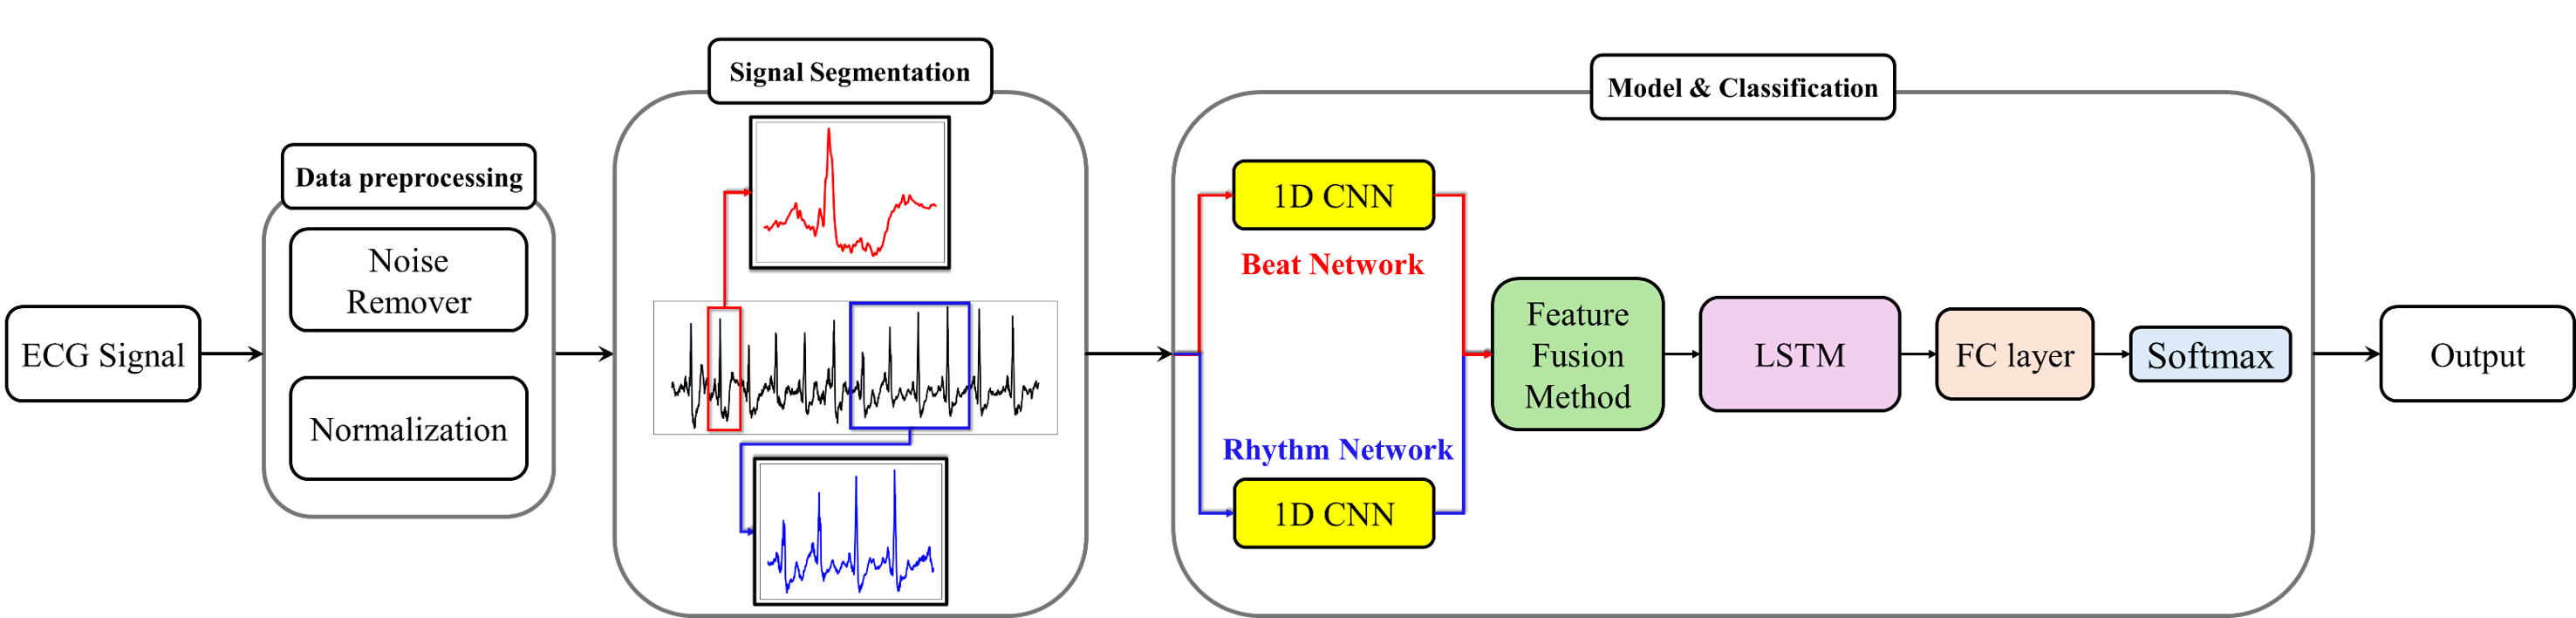 ECG Signal
Data preprocessing
Noise
Remover
Normalization
Signal Segmentation
Model & Classification
1D CNN
Beat Network
Rhythm Network
1D CNN
Feature
Fusion
Method
LSTM
FC layer
Softmax
Output